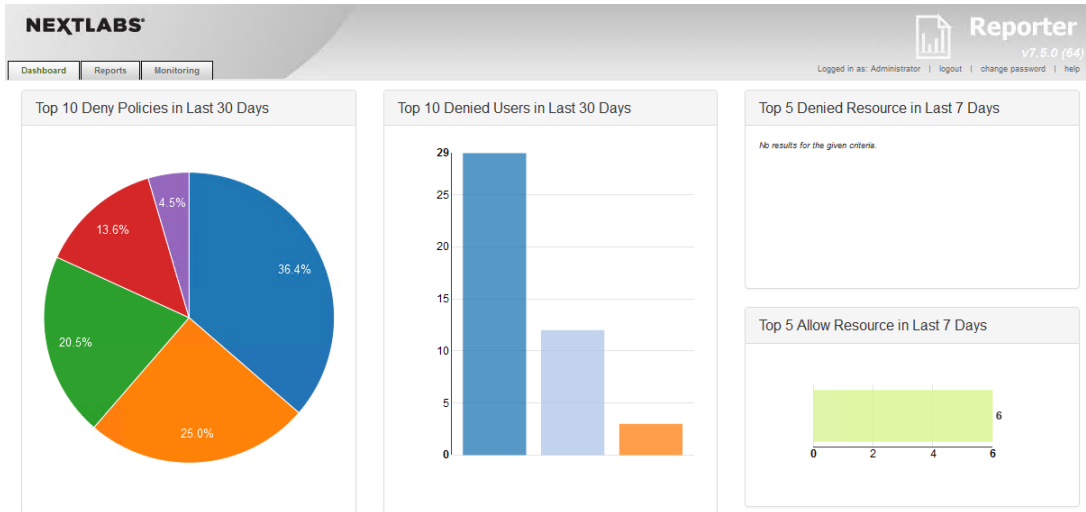 NEXTLABS®
Reporter
v7.5.0 (64)
Dashboard Reports Monitoring
Logged in as: Administrator | logout | change password | help
Top 10 Deny Policies in Last 30 Days
4.5%
13.6%
36.4%
20.5%
25.0%
Top 10 Denied Users in Last 30 Days
29
25
20
15
10
5
0
Top 5 Denied Resource in Last 7 Days
No results for the given criteria.
Top 5 Allow Resource in Last 7 Days
6
0 2 4 6